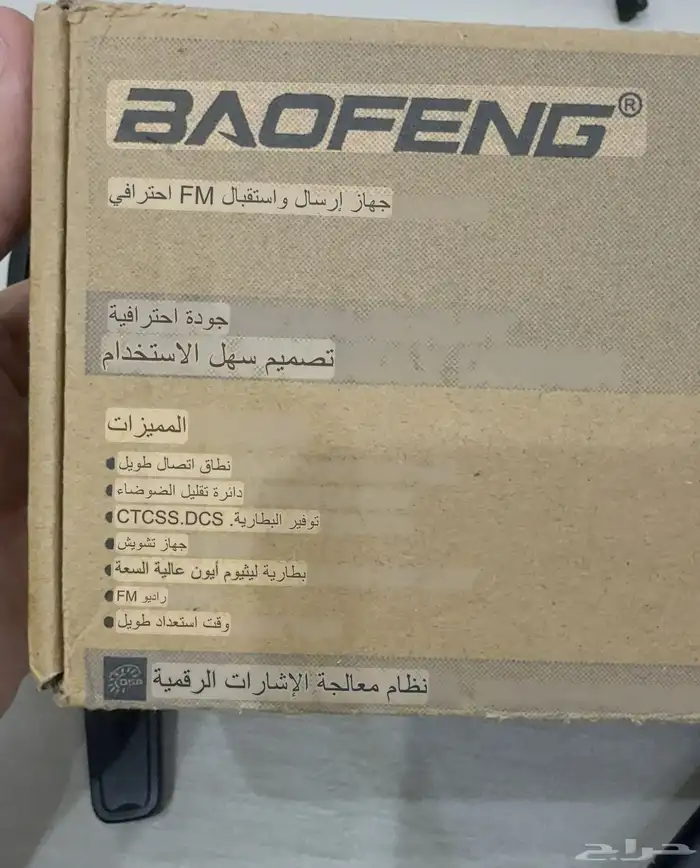 BAOFENG®
جهاز إرسال واستقبال FM احترافي
جودة احترافية
تصميم سهل الاستخدام
المميزات
نطاق اتصال طويل
دائرة تقليل الضوضاء
توفير البطارية. CTCSS.DCS
جهاز تشويش
بطارية ليثيوم أيون عالية السعة
راديو FM
وقت استعداد طويل
DSP
نظام معالجة الإشارات الرقمية
حراج